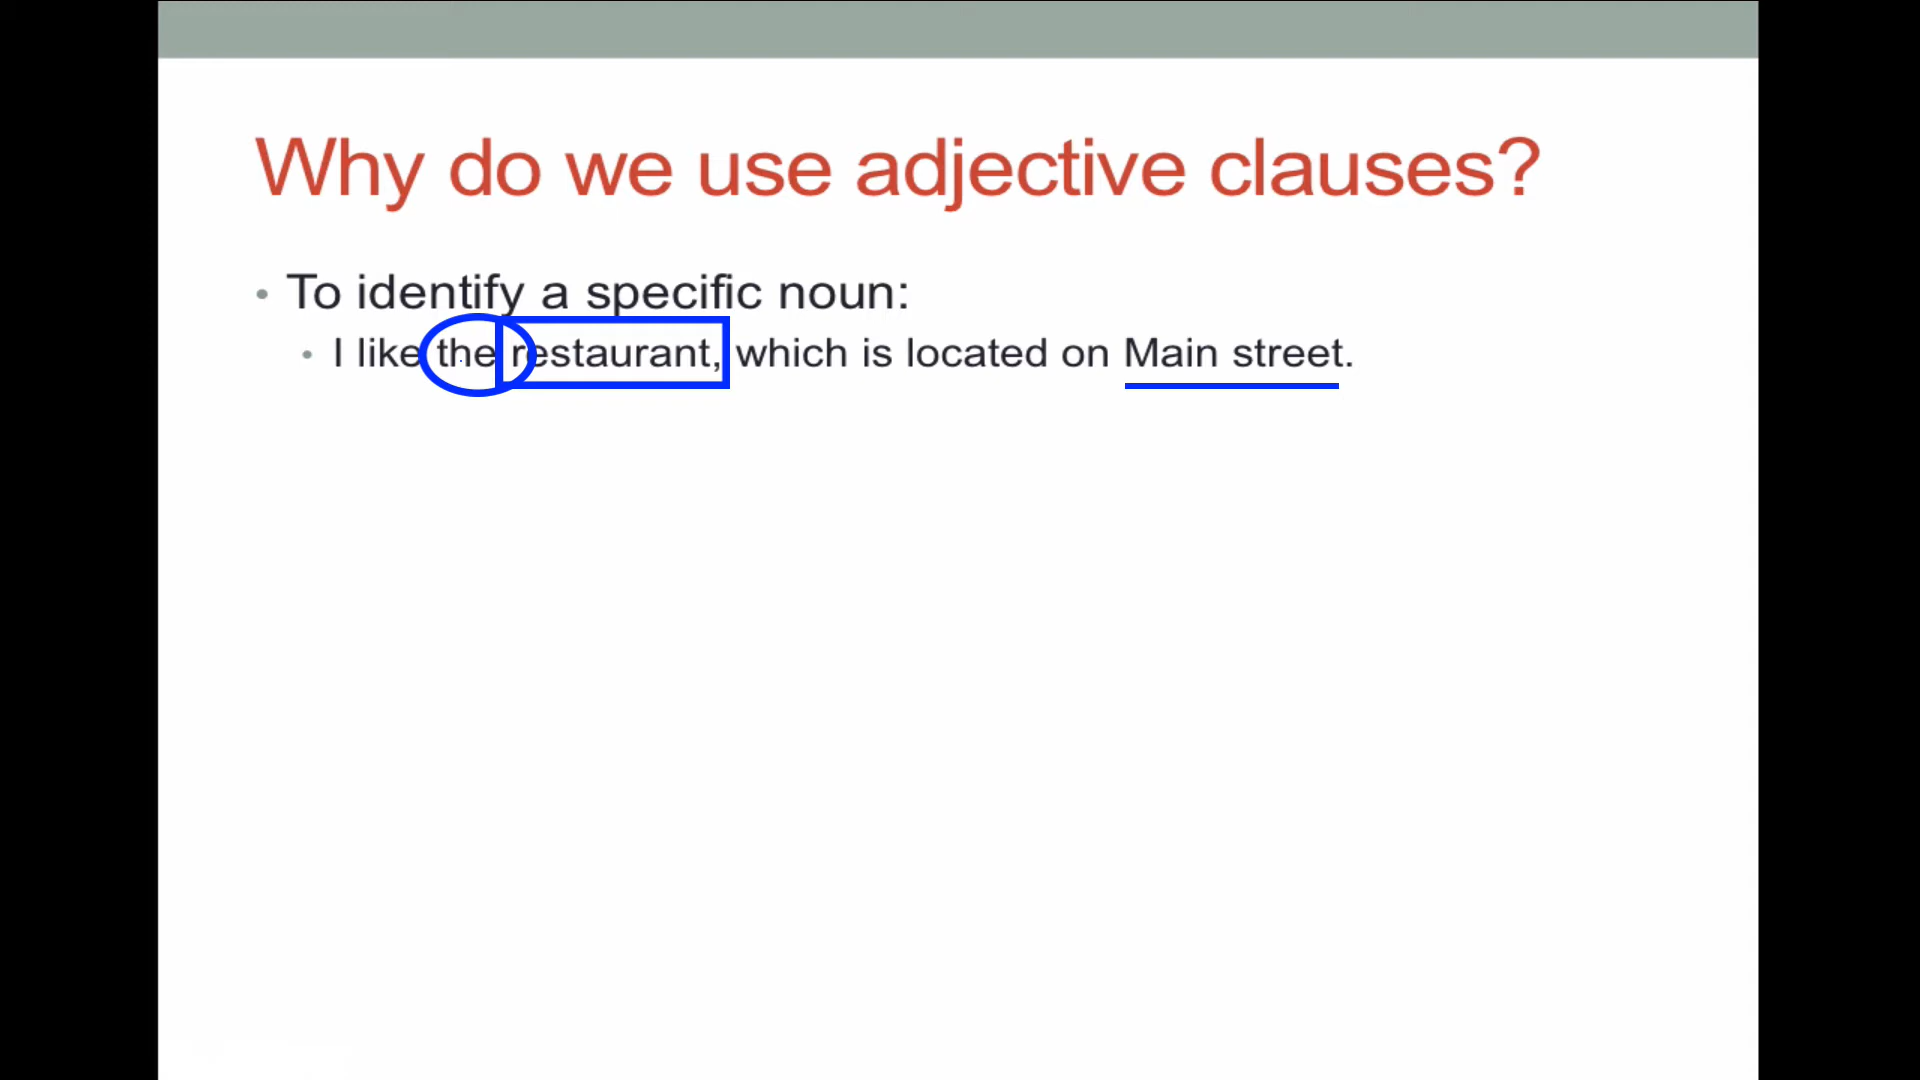 Why do we use adjective clauses?
• To identify a specific noun:
• I like the restaurant, which is located on Main street.